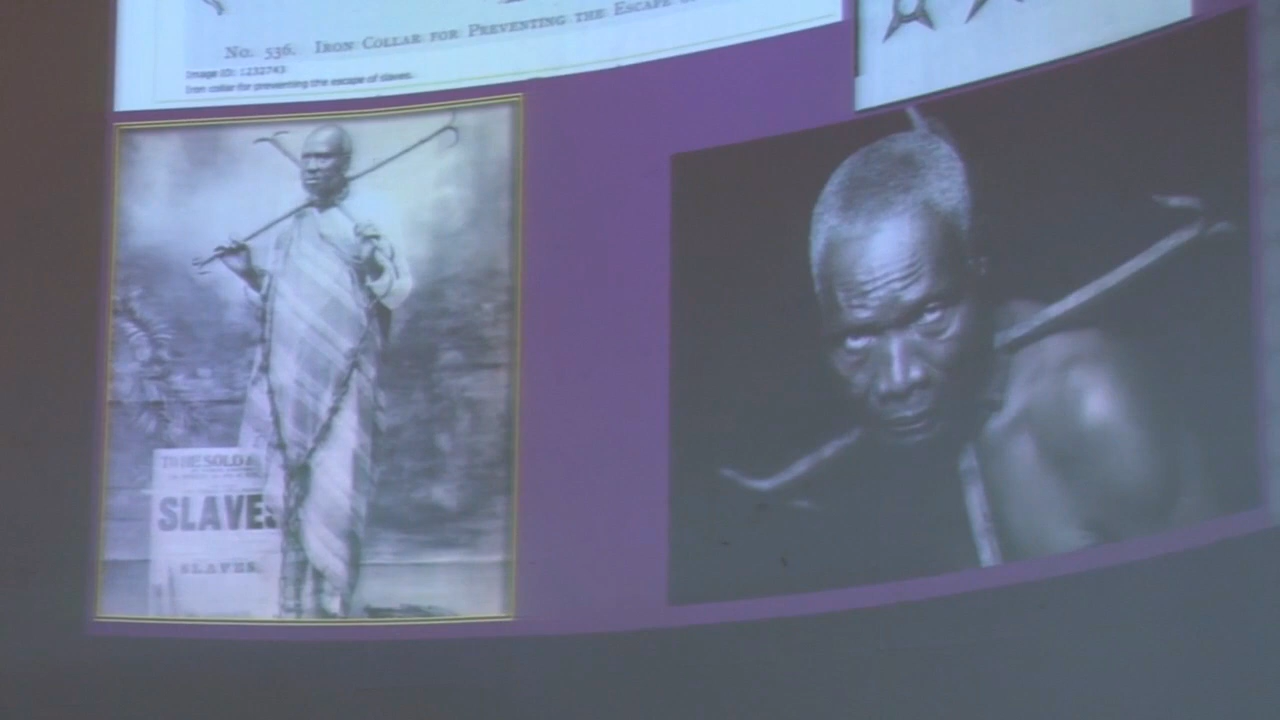 No. 536. Iron Collar for Preventing the Escape
Image ID: 1232743
Iron collar for preventing the escape of slaves.
TO BE SOLD &
SLAVES
SLAVES.